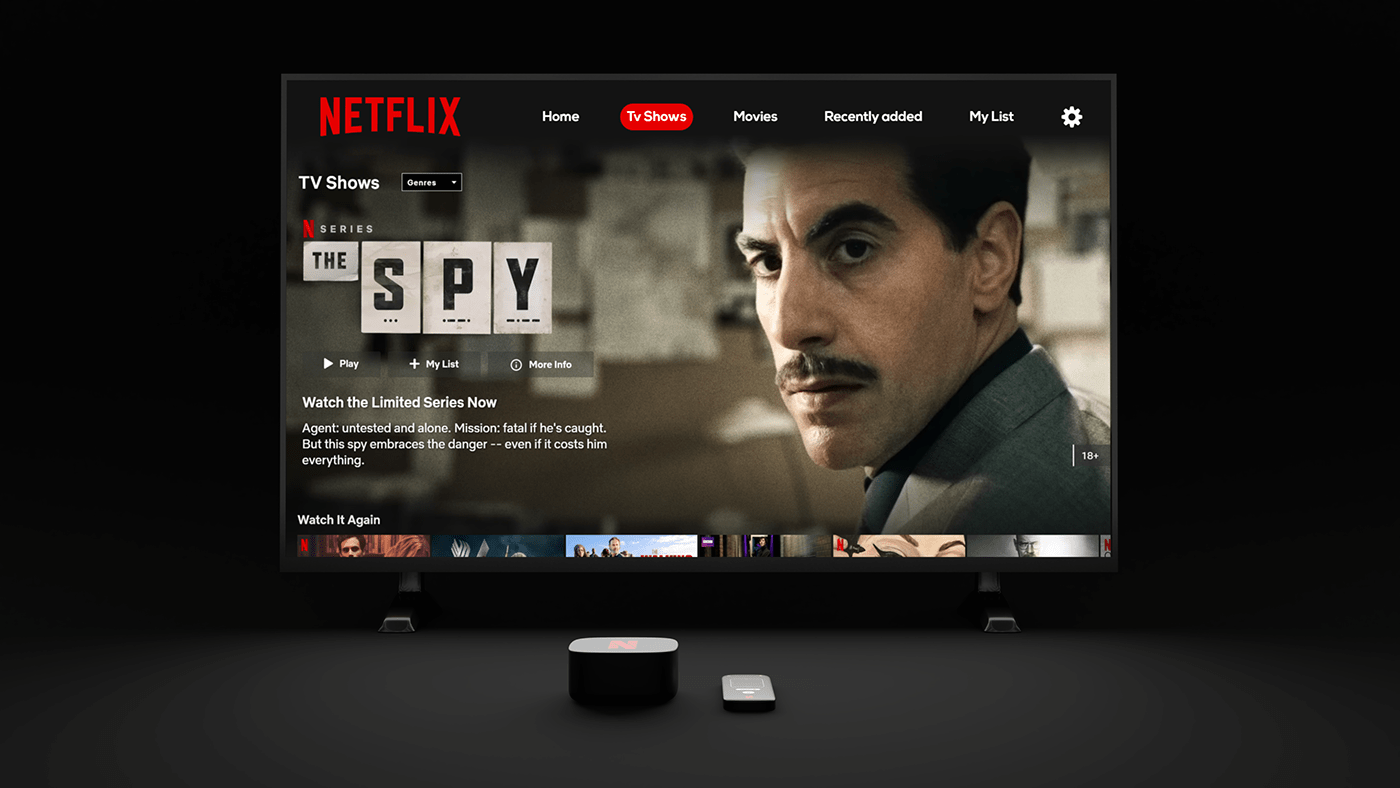 NETFLIX
Home
Tv Shows
Movies
Recently added
My List
TV Shows
Genres
N SERIES
THE SPY
Play
My List
More Info
Watch the Limited Series Now
Agent: untested and alone. Mission: fatal if he's caught.
But this spy embraces the danger -- even if it costs him
everything.
18+
Watch It Again
N
N
N
N